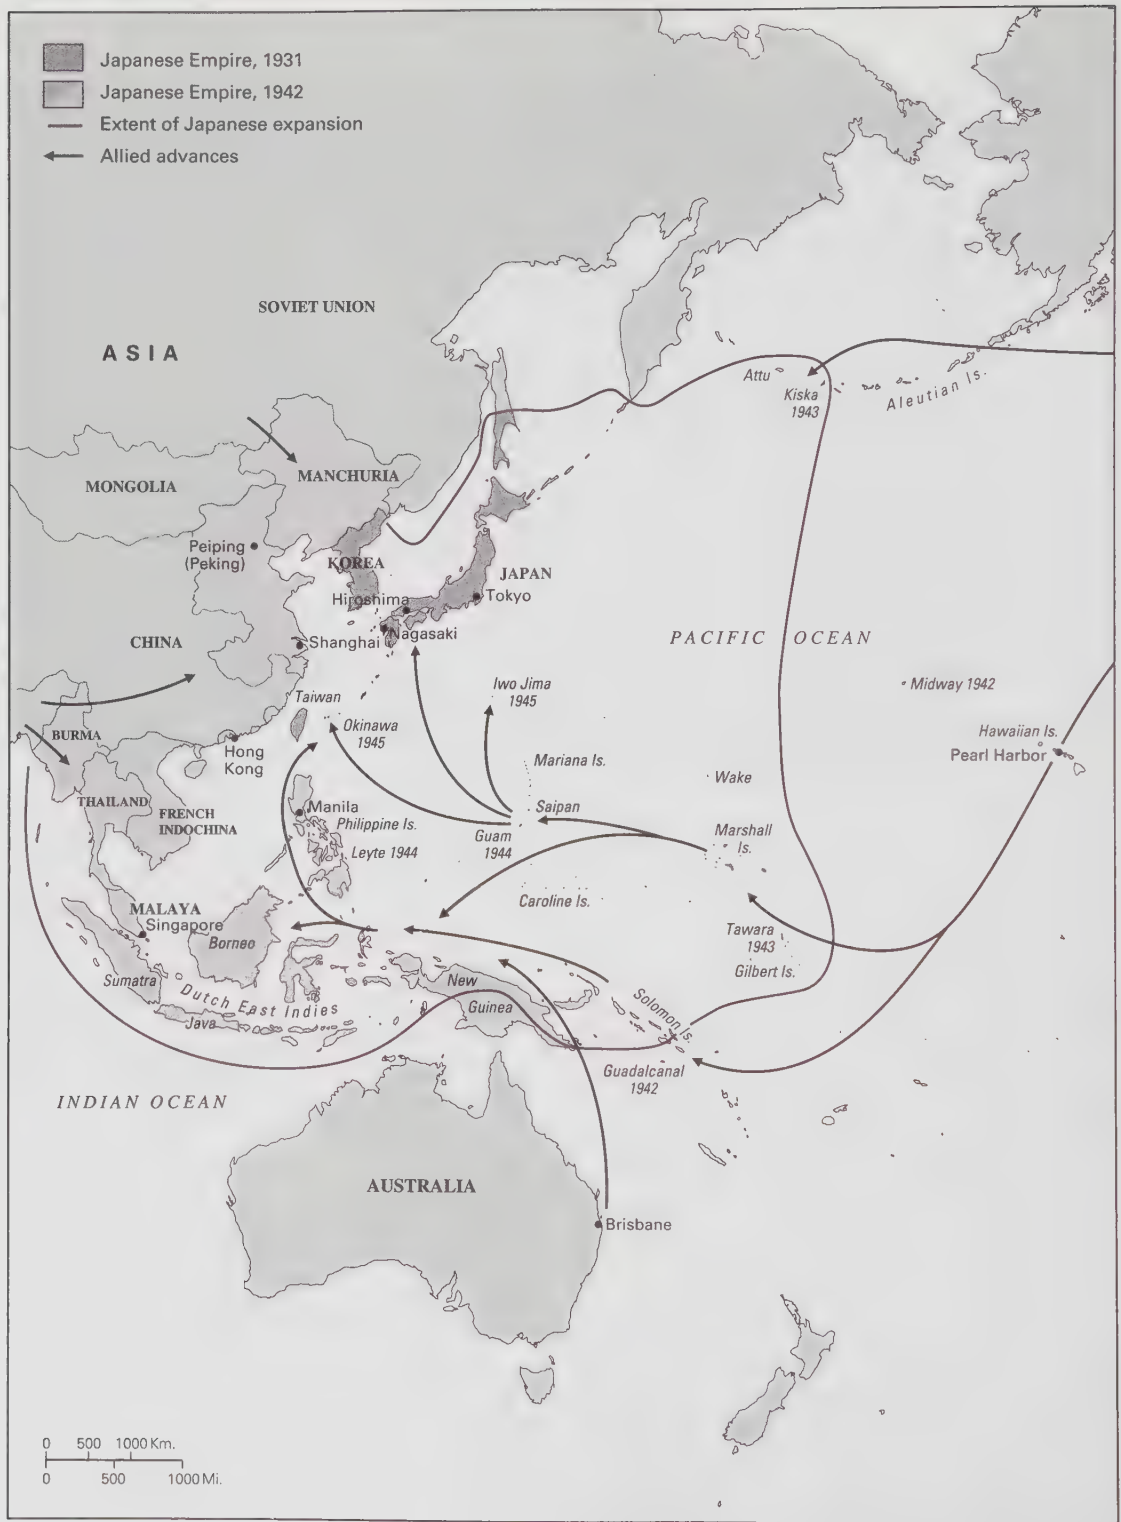 Japanese Empire, 1931
Japanese Empire, 1942
Extent of Japanese expansion
Allied advances
SOVIET UNION
ASIA
Attu
Kiska
1943
Aleutian Is.
MONGOLIA
MANCHURIA
Peiping
(Peking)
KOREA
JAPAN
Hiroshima
Tokyo
Nagasaki
CHINA
Shanghai
PACIFIC OCEAN
Midway 1942
Iwo Jima
1945
Taiwan
Okinawa
1945
Hawaiian Is.
Pearl Harbor
BURMA
Hong
Kong
Mariana Is.
Wake
THAILAND
FRENCH
INDOCHINA
Manila
Philippine Is.
Leyte 1944
Saipan
Guam
1944
Marshall
Is.
Caroline Is.
MALAYA
Singapore
Borneo
Tawara
1943
Gilbert Is.
Sumatra
Dutch East Indies
Java
New
Guinea
Solomon Is.
Guadalcanal
1942
INDIAN OCEAN
AUSTRALIA
Brisbane
0 500 1000 Km.
0 500 1000 Mi.